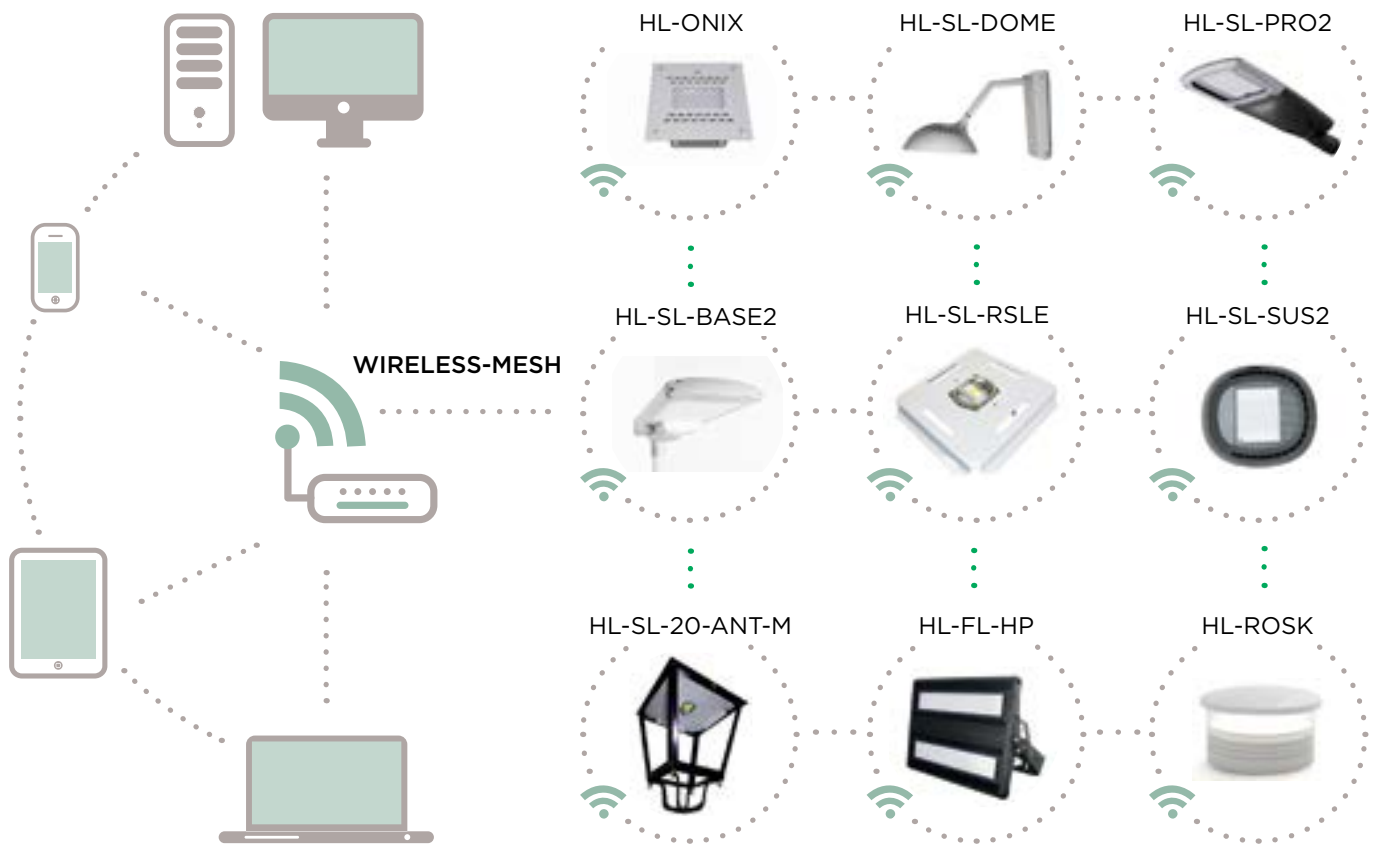 HL-ONIX
HL-SL-DOME
HL-SL-PRO2
HL-SL-BASE2
HL-SL-RSLE
HL-SL-SUS2
WIRELESS-MESH
HL-SL-20-ANT-M
HL-FL-HP
HL-ROSK